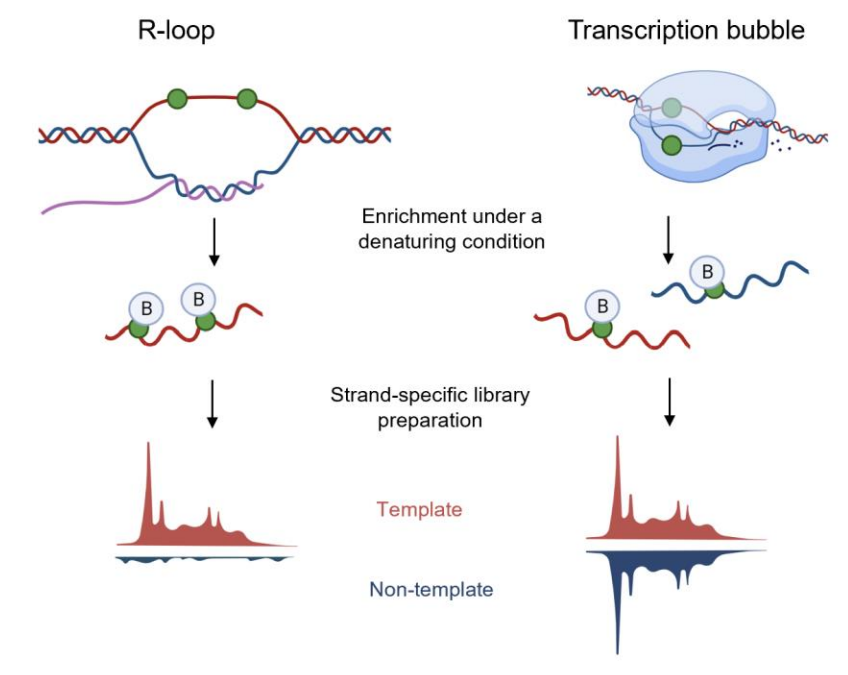 R-loop
Transcription bubble
Enrichment under a
denaturing condition
B
B
B
B
Strand-specific library
preparation
Template
Non-template